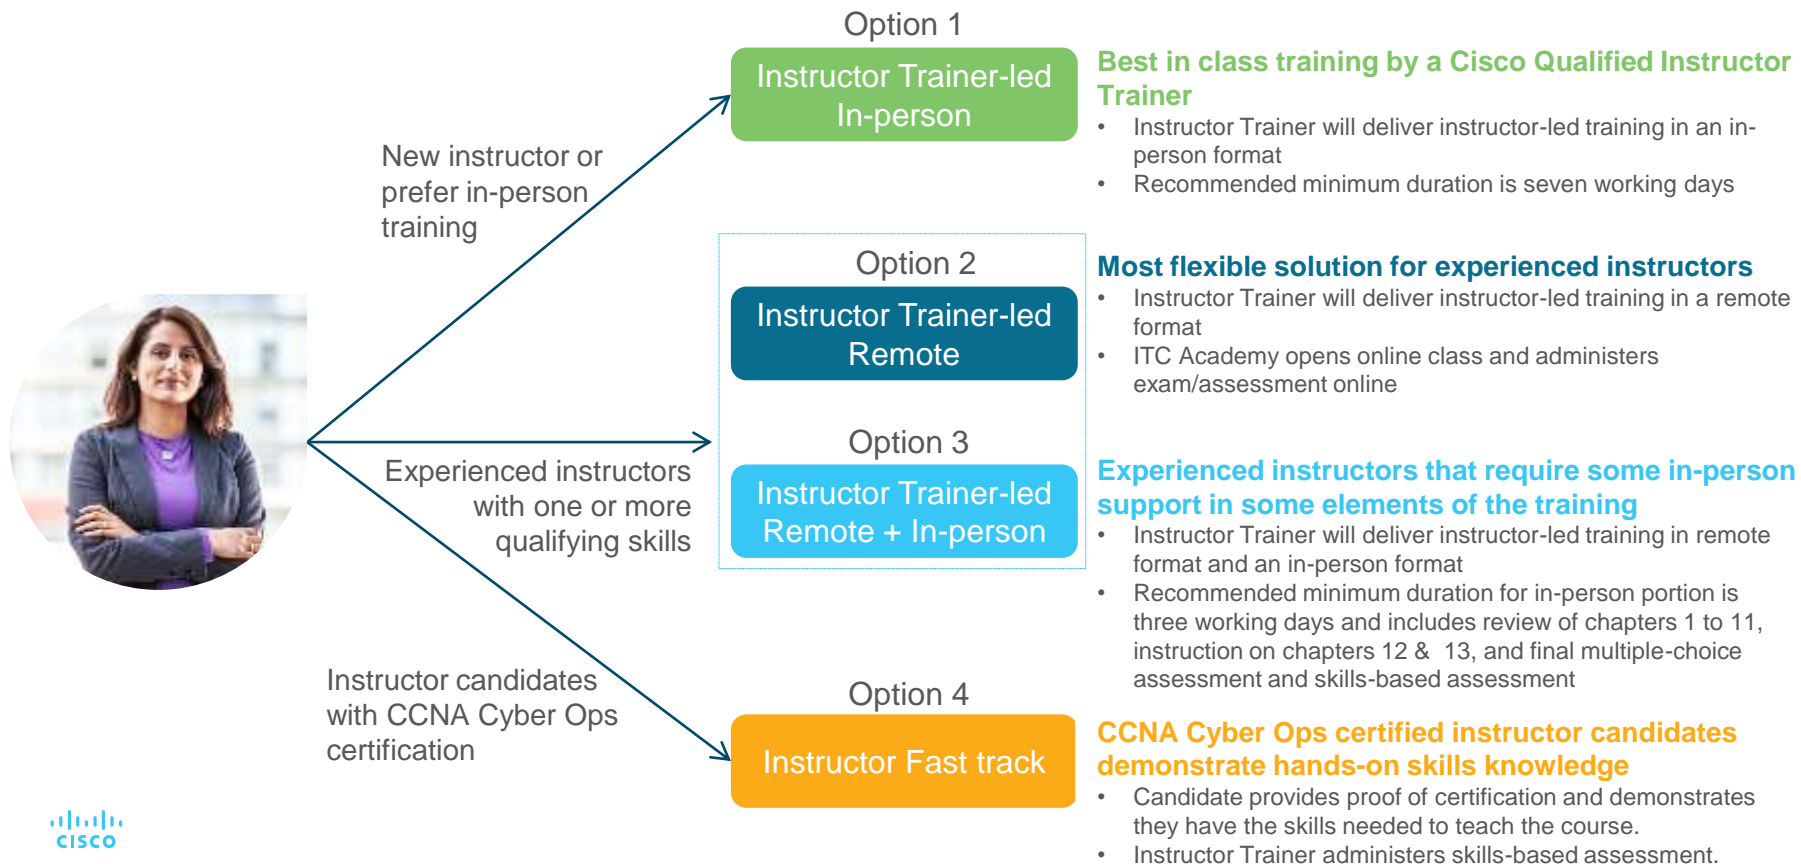 Option 1
Instructor Trainer-led
In-person
Best in class training by a Cisco Qualified Instructor
Trainer
• Instructor Trainer will deliver instructor-led training in an in-
person format
• Recommended minimum duration is seven working days
New instructor or
prefer in-person
training
Option 2
Instructor Trainer-led
Remote
Most flexible solution for experienced instructors
• Instructor Trainer will deliver instructor-led training in a remote
format
• ITC Academy opens online class and administers
exam/assessment online
Experienced instructors
with one or more
qualifying skills
Option 3
Instructor Trainer-led
Remote + In-person
Experienced instructors that require some in-person
support in some elements of the training
• Instructor Trainer will deliver instructor-led training in remote
format and an in-person format
• Recommended minimum duration for in-person portion is
three working days and includes review of chapters 1 to 11,
instruction on chapters 12 & 13, and final multiple-choice
assessment and skills-based assessment
Instructor candidates
with CCNA Cyber Ops
certification
Option 4
Instructor Fast track
CCNA Cyber Ops certified instructor candidates
demonstrate hands-on skills knowledge
• Candidate provides proof of certification and demonstrates
they have the skills needed to teach the course.
• Instructor Trainer administers skills-based assessment.
CISCO